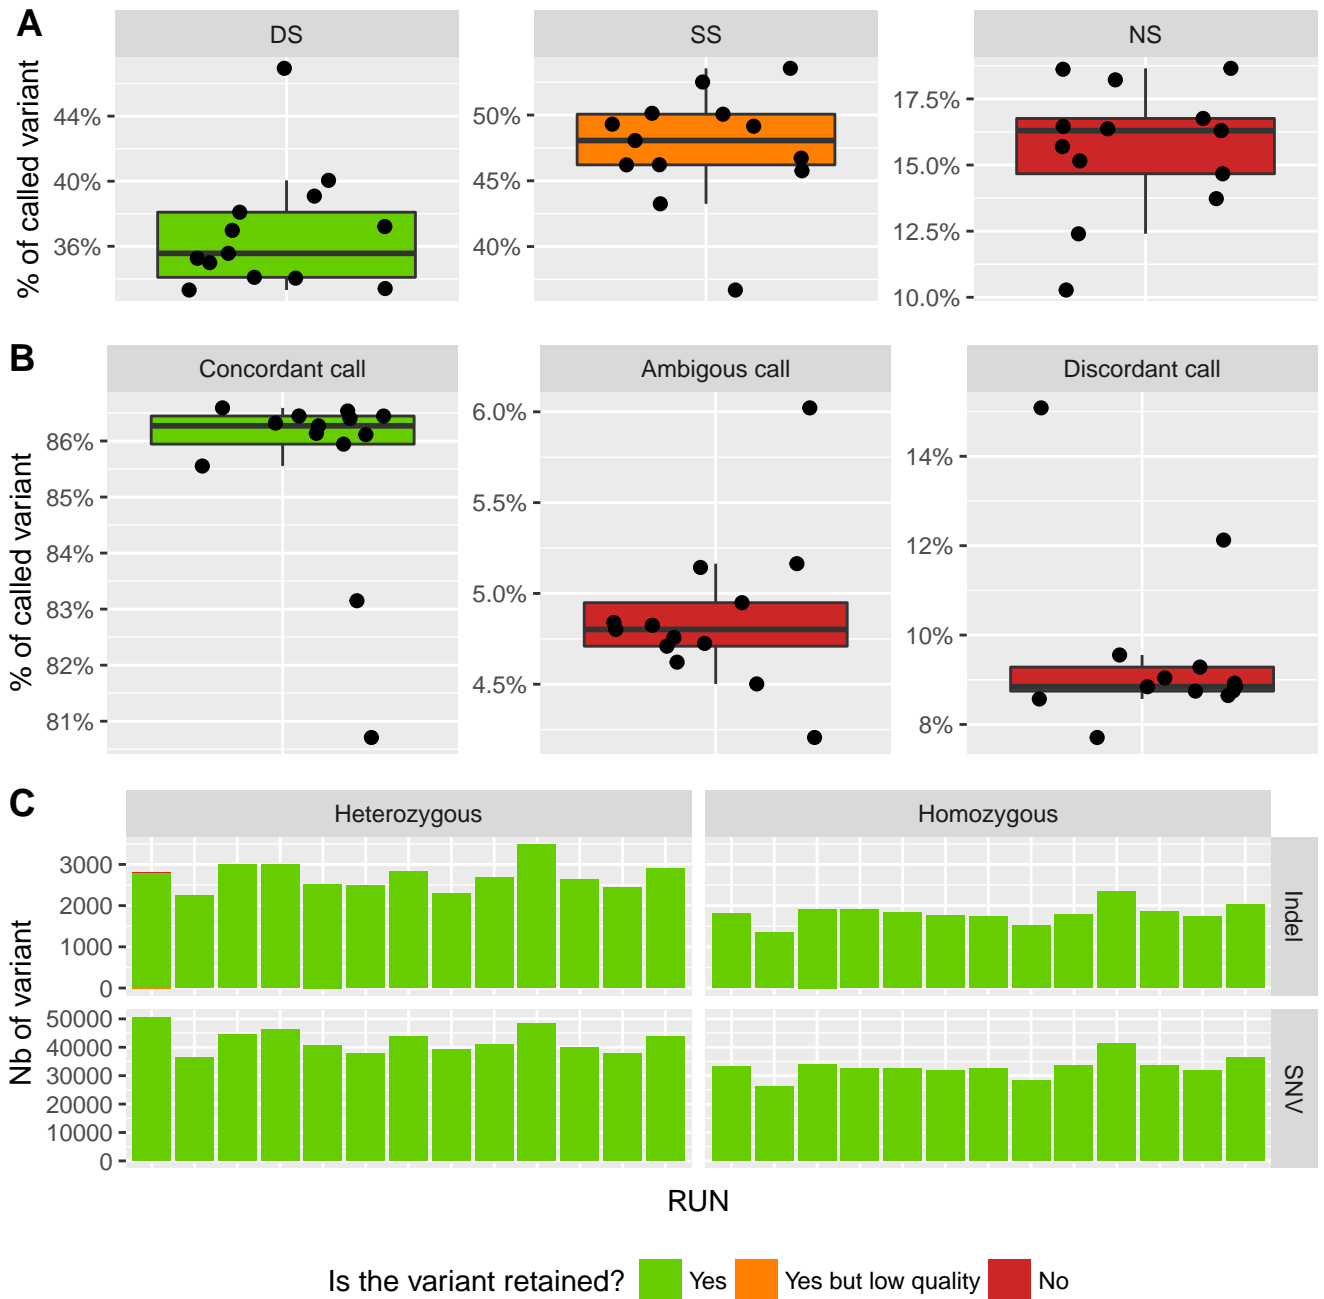 A
DS
SS
NS
% of called variant
44%
40%
36%
50%
45%
40%
17.5%
15.0%
12.5%
10.0%
B
Concordant call
Ambigous call
Discordant call
% of called variant
86%
85%
84%
83%
82%
81%
6.0%
5.5%
5.0%
4.5%
14%
12%
10%
8%
C
Heterozygous
Homozygous
Nb of variant
3000
2000
1000
0
Indel
50000
40000
30000
20000
10000
0
SNV
RUN
Is the variant retained? Yes Yes but low quality No